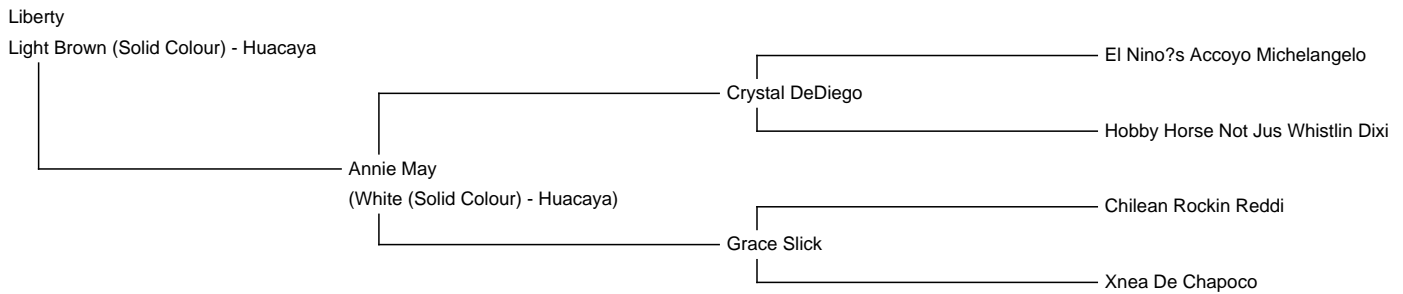 Liberty
Light Brown (Solid Colour) - Huacaya
El Nino?s Accoyo Michelangelo
Crystal DeDiego
Hobby Horse Not Jus Whistlin Dixi
Annie May
(White (Solid Colour) - Huacaya)
Chilean Rockin Reddi
Grace Slick
Xnea De Chapoco